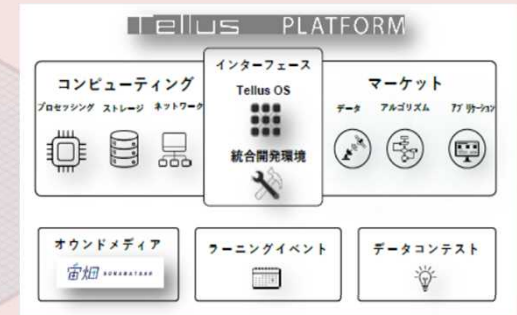 Tellus PLATFORM
コンピューティング
プロセッシング ストレージ ネットワーク
インターフェース
Tellus OS
統合開発環境
マーケット
データ アルゴリズム アプリケーション
オウンドメディア
宙畑 SORABATAKE
ラーニングイベント
データコンテスト